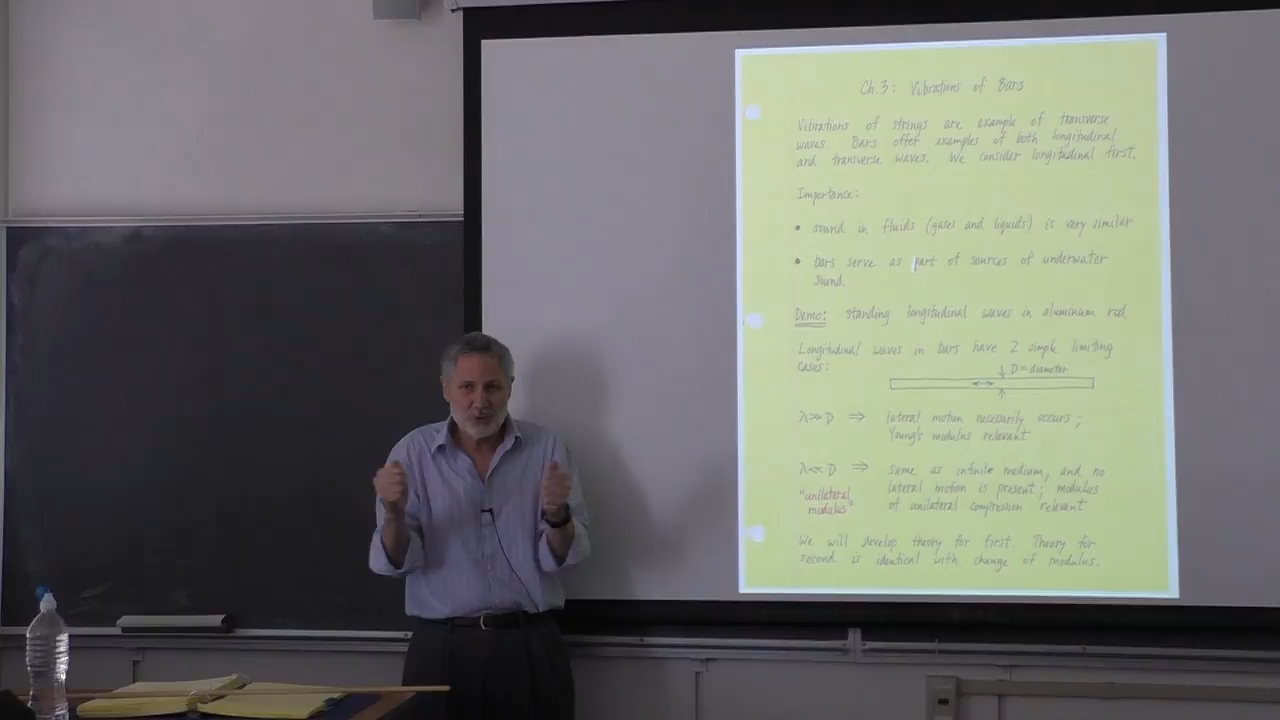 Ch.3: Vibrations of Bars
Vibrations of strings are example of transverse
waves. Bars offer examples of both longitudinal
and transverse waves. We consider longitudinal first.
Importance:
• sound in fluids (gases and liquids) is very similar
• bars serve as part of sources of underwater
sound
Demo: standing longitudinal waves in aluminum rod
Longitudinal waves in bars have 2 simple limiting
cases:
D = diameter
λ≫D ⇒ lateral motion necessarily occurs;
Young's modulus relevant
λ≪D ⇒ same as infinite medium, and no
"unilateral lateral motion is present; modulus
modulus" of unilateral compression relevant
We will develop theory for first. Theory for
second is identical with change of modulus.